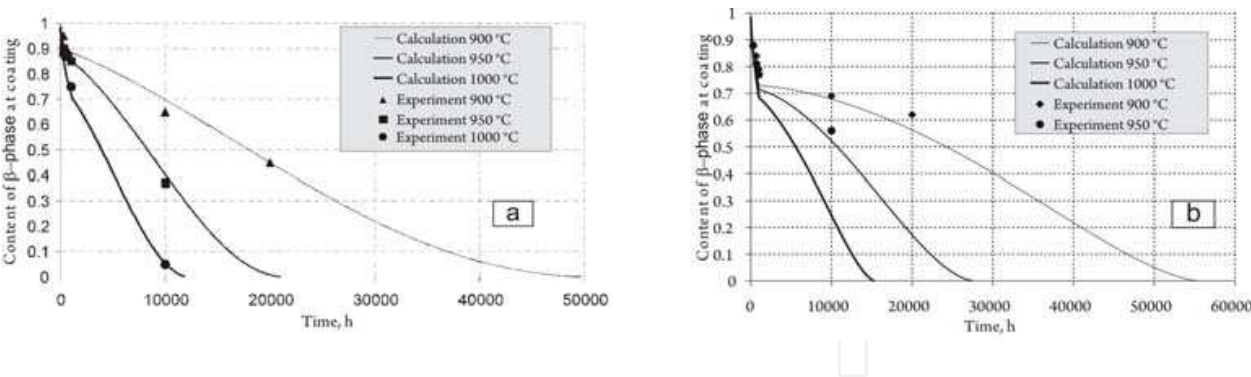 1
0.9
0.8
0.7
0.6
0.5
0.4
0.3
0.2
0.1
0
Content of β–phase at coating
Calculation 900 °C
Calculation 950 °C
Calculation 1000 °C
Experiment 900 °C
Experiment 950 °C
Experiment 1000 °C
a
0 10000 20000 30000 40000 50000
Time, h
1
0.9
0.8
0.7
0.6
0.5
0.4
0.3
0.2
0.1
0
Content of β–phase at coating
Calculation 900 °C
Calculation 950 °C
Calculation 1000 °C
Experiment 900 °C
Experiment 950 °C
b
0 10000 20000 30000 40000 50000 60000
Time, h